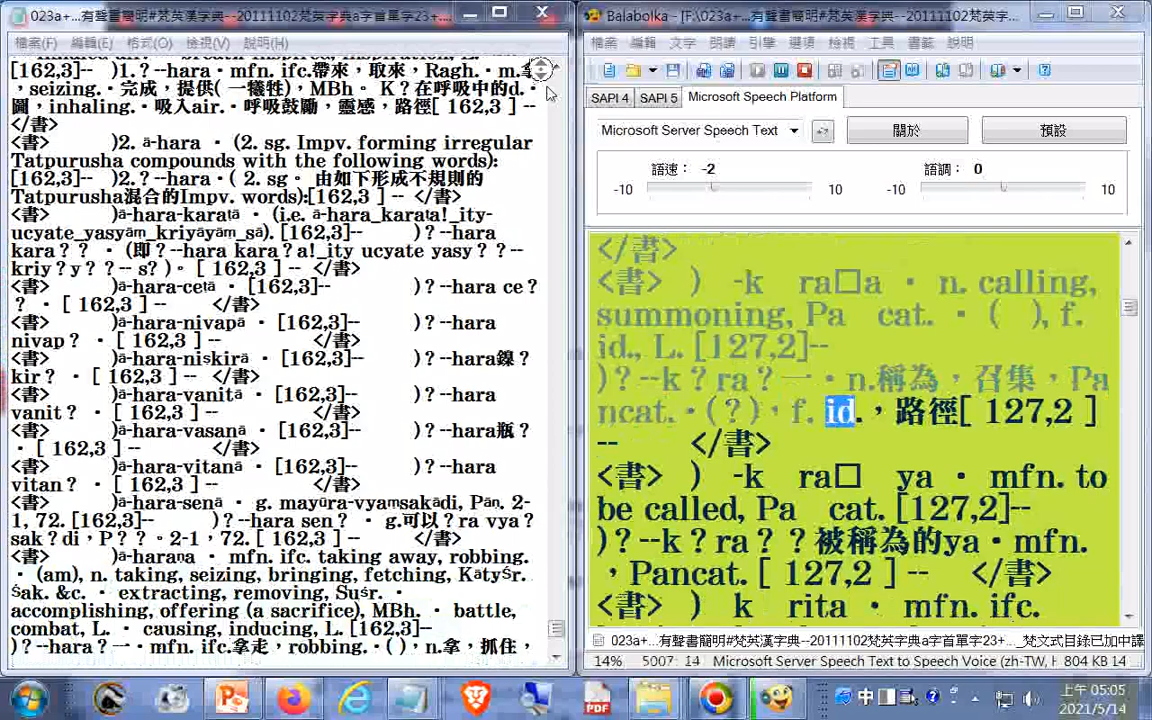 023a+...有聲書簡明#梵英漢字典--20111102梵英字典a字首單字23+...
檔案(F) 編輯(E) 格式(O) 檢視(V) 說明(H)
[162,3]-- )1.?--hara‧mfn. ifc.帶來，取來，Ragh.‧m.
，seizing.‧完成，提供( 一犧牲)，MBh。 K？在呼吸中的d.‧
圖，inhaling.‧吸入air.‧呼吸鼓勵，靈感，路徑[ 162,3 ] --
</書>
<書> )2. ā-hara ‧ (2. sg. Impv. forming irregular
Tatpurusha compounds with the following words):
[162,3]-- )2.?--hara‧( 2. sg。 由如下形成不規則的
Tatpurusha混合的Impv. words):[162,3 ] -- </書>
<書> )ā-hara-karaṭā ‧ (i.e. ā-hara_karaṭa!_ity-
ucyate_yasyāṃ_kriyāyāṃ_sā). [162,3]-- )?--hara
kara？？ ‧ (即？--hara kara？a!_ity ucyate yasy？？--
kriy？y？？-- s？)。[ 162,3 ] -- </書>
<書> )ā-hara-ceṭā ‧ [162,3]-- )?--hara ce？
？ ‧ [ 162,3 ] -- </書>
<書> )ā-hara-nivapā ‧ [162,3]-- )?--hara
nivap？ ‧ [ 162,3 ] -- </書>
<書> )ā-hara-niṣkirā ‧ [162,3]-- )?--hara鎳？
kir？ ‧ [ 162,3 ] -- </書>
<書> )ā-hara-vanitā ‧ [162,3]-- )?--hara
vanit？ ‧ [ 162,3 ] -- </書>
<書> )ā-hara-vasanā ‧ [162,3]-- )?--hara瓶？
‧ [ 162,3 ] -- </書>
<書> )ā-hara-vitanā ‧ [162,3]-- )?--hara
vitan？ ‧ [ 162,3 ] -- </書>
<書> )ā-hara-senā ‧ g. mayūra-vyaṃsakādi, Pāṇ. 2-
1, 72. [162,3]-- )?--hara sen？ ‧ g.可以？ra vya？
sak？di，P？？。2-1，72. [ 162,3 ] -- </書>
<書> )ā-haraṇa ‧ mfn. ifc. taking away, robbing.
‧ (am), n. taking, seizing, bringing, fetching, KātyŚr.
Śak. &c. ‧ extracting, removing, Suśr. ‧
accomplishing, offering (a sacrifice), MBh. ‧ battle,
combat, L. ‧ causing, inducing, L. [162,3]--
)?--hara？一‧mfn. ifc.拿走，robbing.‧( )，n.拿，抓住，
Balabolka - [F:\023a+...有聲書簡明#梵英漢字典--20111102梵英字...
檔案 編輯 文字 朗讀 引擎 選項 檢視 工具 書籤 說明
SAPI 4 SAPI 5 Microsoft Speech Platform
Microsoft Server Speech Text 關於 預設
語速： -2 語調： 0
-10 10 -10 10
</書>
<書> ) -k ra□a ‧ n. calling,
summoning, Pa cat. ‧ ( ), f.
id., L. [127,2]--
)?--k？ra？一‧n.稱為，召集，Pa
ncat.‧(？)，f. id.，路徑[ 127,2 ]
-- </書>
<書> ) -k ra□ ya ‧ mfn. to
be called, Pa cat. [127,2]--
)?--k？ra？？被稱為的ya‧mfn.
，Pancat. [ 127,2 ] -- </書>
<書> ) k rita ‧ mfn. ifc.
023a+...有聲書簡明#梵英漢字典--20111102梵英字典a字首單字23+..._梵文式目錄已加中譯
14% 5007: 14 Microsoft Server Speech Text to Speech Voice (zh-TW, 804 KB 14
中
上午 05:05
2021/5/14